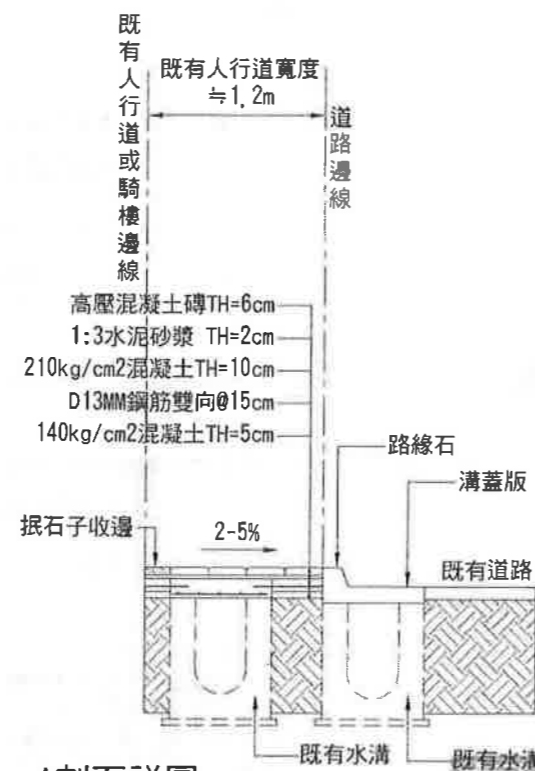 既有人行道或騎樓邊線
既有人行道寬度
≒1.2m
道路邊線
高壓混凝土磚TH=6cm
1:3水泥砂漿 TH=2cm
210kg/cm2混凝土TH=10cm
D13MM鋼筋雙向@15cm
140kg/cm2混凝土TH=5cm
路緣石
溝蓋版
抿石子收邊
2-5%
既有道路
既有水溝
既有水溝
剖面詳圖